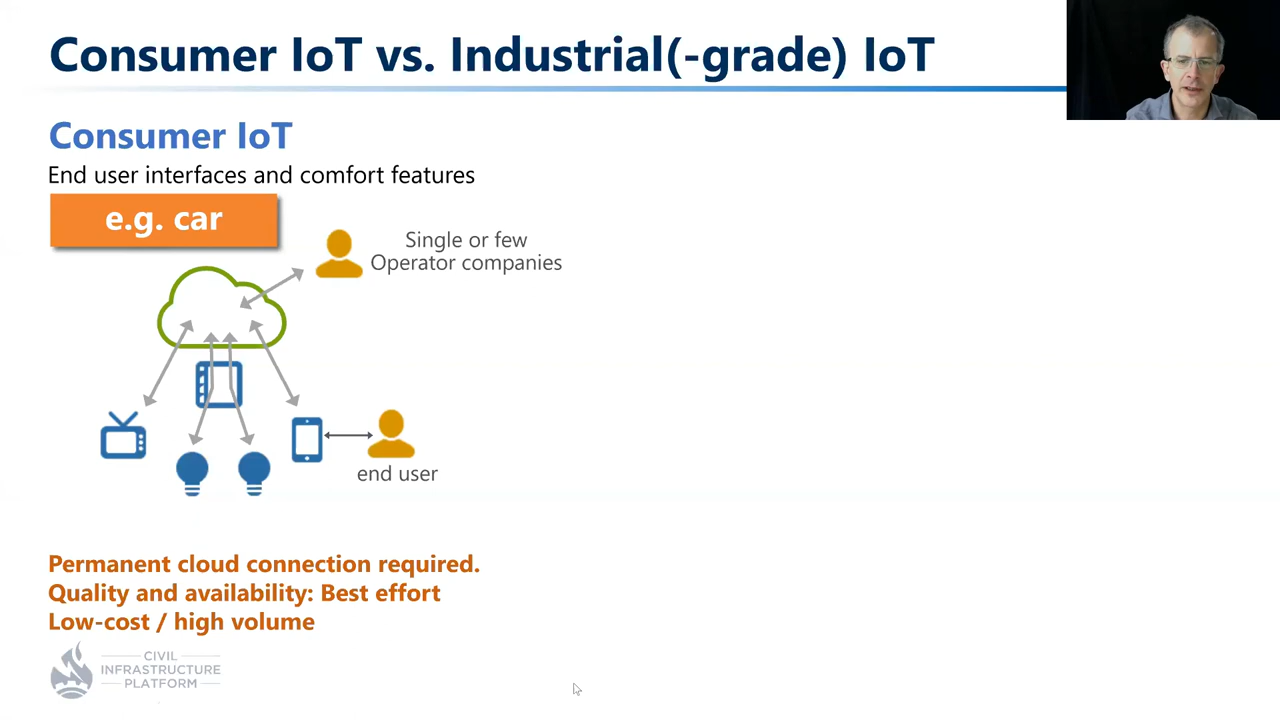 Consumer IoT vs. Industrial(-grade) IoT
Consumer IoT
End user interfaces and comfort features
e.g. car
Single or few
Operator companies
end user
Permanent cloud connection required.
Quality and availability: Best effort
Low-cost / high volume
CIVIL
INFRASTRUCTURE
PLATFORM